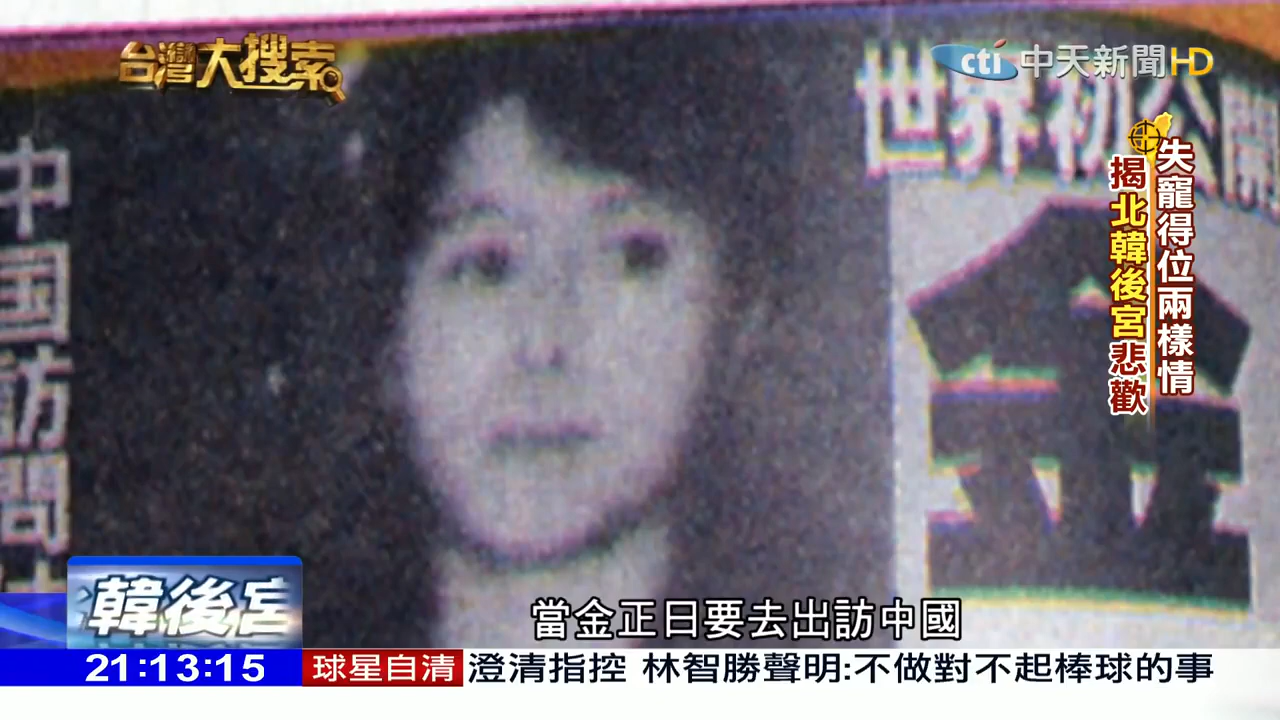 台灣大搜索
cti 中天新聞HD
世界初公開
中国訪問
失寵得位兩樣情
揭北韓後宮悲歡
金
韓後宮
當金正日要去出訪中國
21:13:15 球星自清 澄清指控 林智勝聲明:不做對不起棒球的事